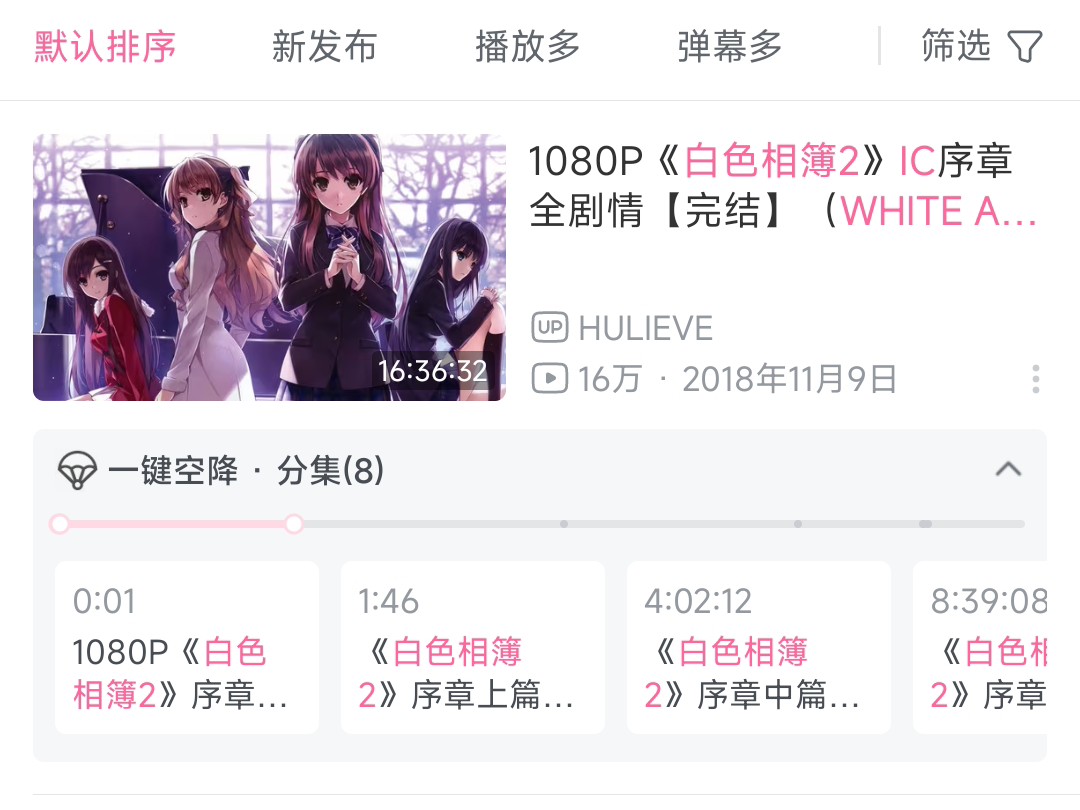 默认排序 新发布 播放多 弹幕多 筛选
1080P《白色相簿2》IC序章
全剧情【完结】（WHITE A...
16:36:32
UP HULIEVE
16万 · 2018年11月9日
一键空降 · 分集(8)
0:01
1080P《白色
相簿2》序章...
1:46
《白色相簿
2》序章上篇...
4:02:12
《白色相簿
2》序章中篇...
8:39:08
《白色相
2》序章